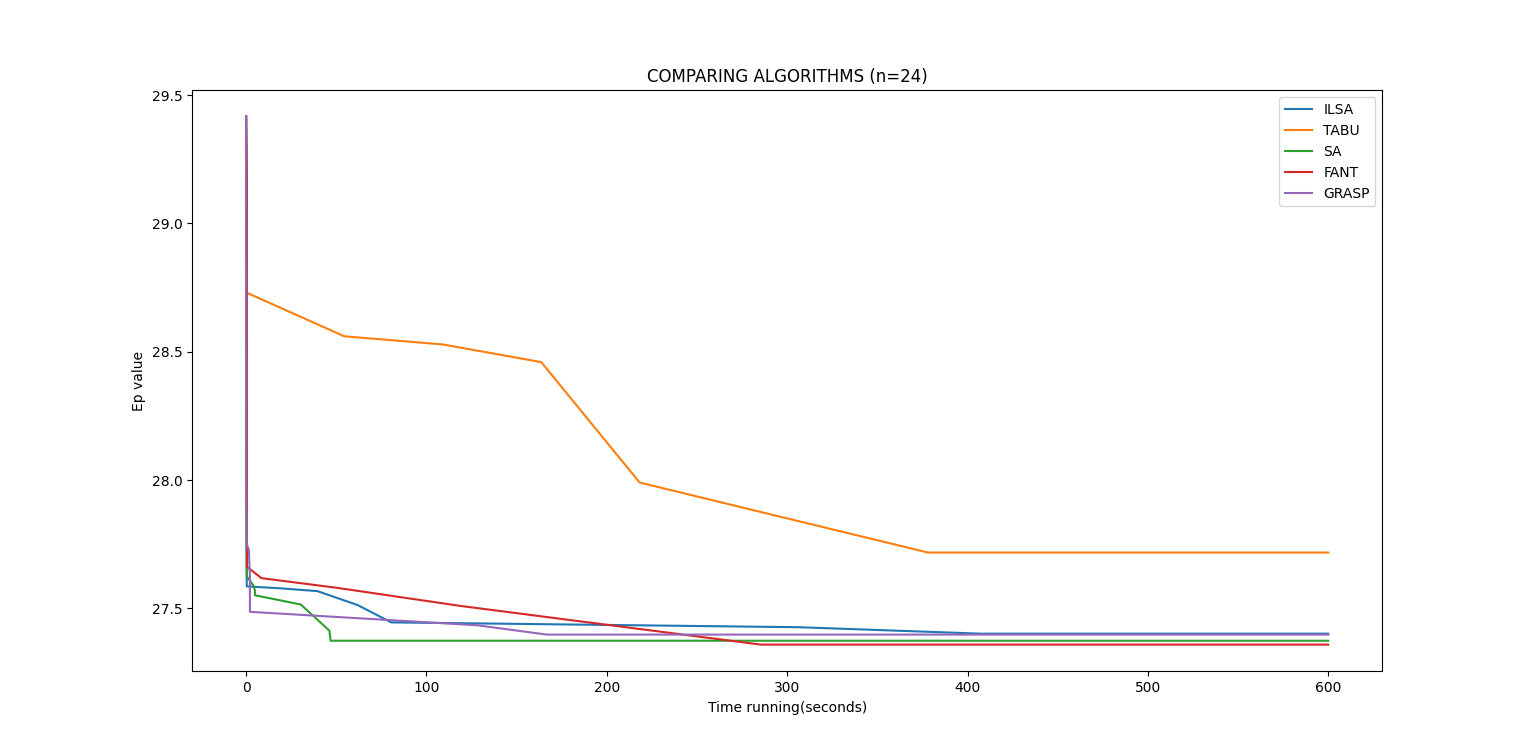 COMPARING ALGORITHMS (n=24)
29.5
29.0
28.5
28.0
27.5
Ep value
ILSA
TABU
SA
FANT
GRASP
0 100 200 300 400 500 600
Time running(seconds)